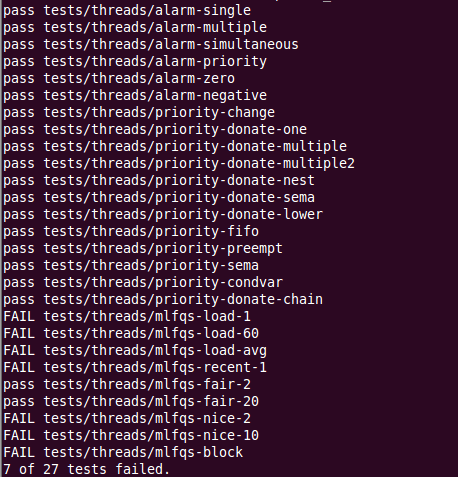 pass tests/threads/alarm-single
pass tests/threads/alarm-multiple
pass tests/threads/alarm-simultaneous
pass tests/threads/alarm-priority
pass tests/threads/alarm-zero
pass tests/threads/alarm-negative
pass tests/threads/priority-change
pass tests/threads/priority-donate-one
pass tests/threads/priority-donate-multiple
pass tests/threads/priority-donate-multiple2
pass tests/threads/priority-donate-nest
pass tests/threads/priority-donate-sema
pass tests/threads/priority-donate-lower
pass tests/threads/priority-fifo
pass tests/threads/priority-preempt
pass tests/threads/priority-sema
pass tests/threads/priority-condvar
pass tests/threads/priority-donate-chain
FAIL tests/threads/mlfqs-load-1
FAIL tests/threads/mlfqs-load-60
FAIL tests/threads/mlfqs-load-avg
FAIL tests/threads/mlfqs-recent-1
pass tests/threads/mlfqs-fair-2
pass tests/threads/mlfqs-fair-20
FAIL tests/threads/mlfqs-nice-2
FAIL tests/threads/mlfqs-nice-10
FAIL tests/threads/mlfqs-block
7 of 27 tests failed.